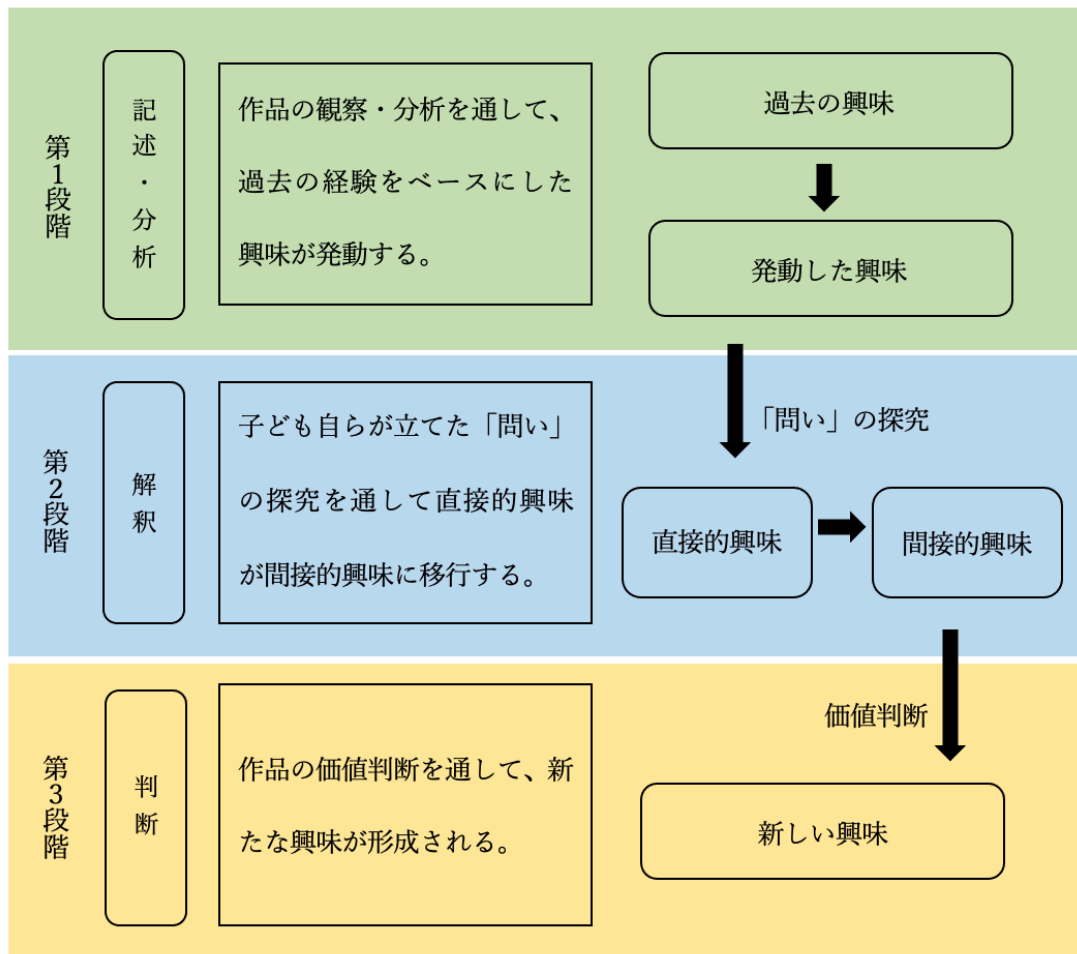 第1段階
記述・分析
作品の観察・分析を通して、
過去の経験をベースにした
興味が発動する。
過去の興味
発動した興味
第2段階
解釈
子ども自らが立てた「問い」
の探究を通して直接的興味
が間接的興味に移行する。
「問い」の探究
直接的興味
間接的興味
第3段階
判断
作品の価値判断を通して、新
たな興味が形成される。
価値判断
新しい興味